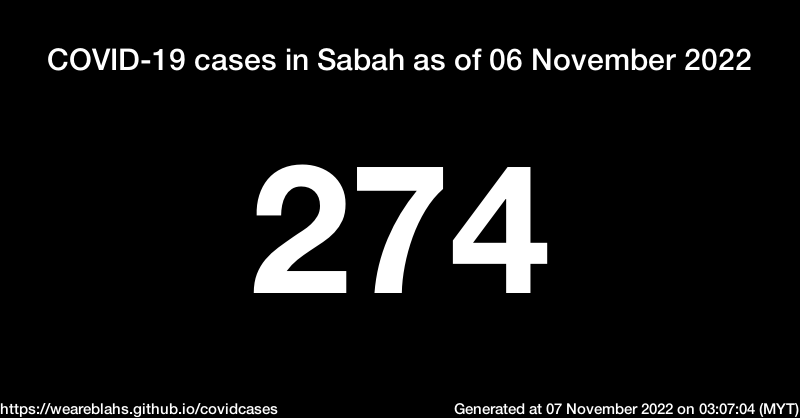 COVID-19 cases in Sabah as of 06 November 2022
274
https://weareblahs.github.io/covidcases
Generated at 07 November 2022 on 03:07:04 (MYT)